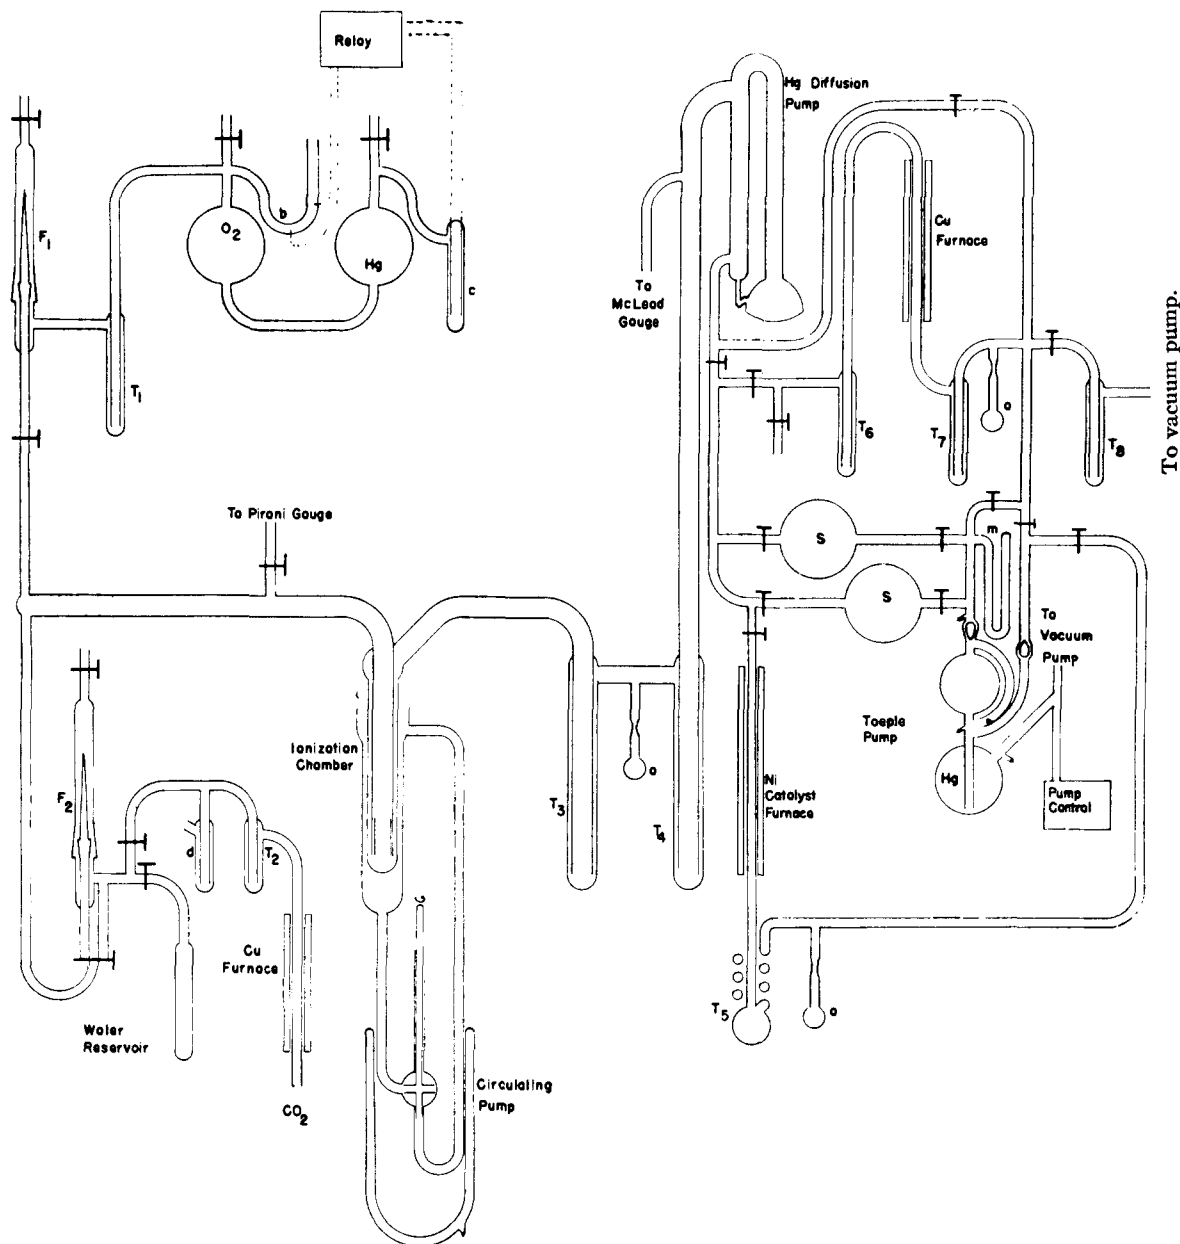 Relay
Hg Diffusion
Pump
F1
b
O2
Hg
c
Cu
Furnace
To
McLeod
Gauge
T1
T6
T7
o
T8
To vacuum pump.
To Pirani Gauge
S
m
S
To
Vacuum
Pump
Toeple
Pump
Hg
Ionization
Chamber
o
Ni
Catalyst
Furnace
Pump
Control
F2
d
T2
T3
T4
Cu
Furnace
T5
o
Water
Reservoir
CO2
Circulating
Pump